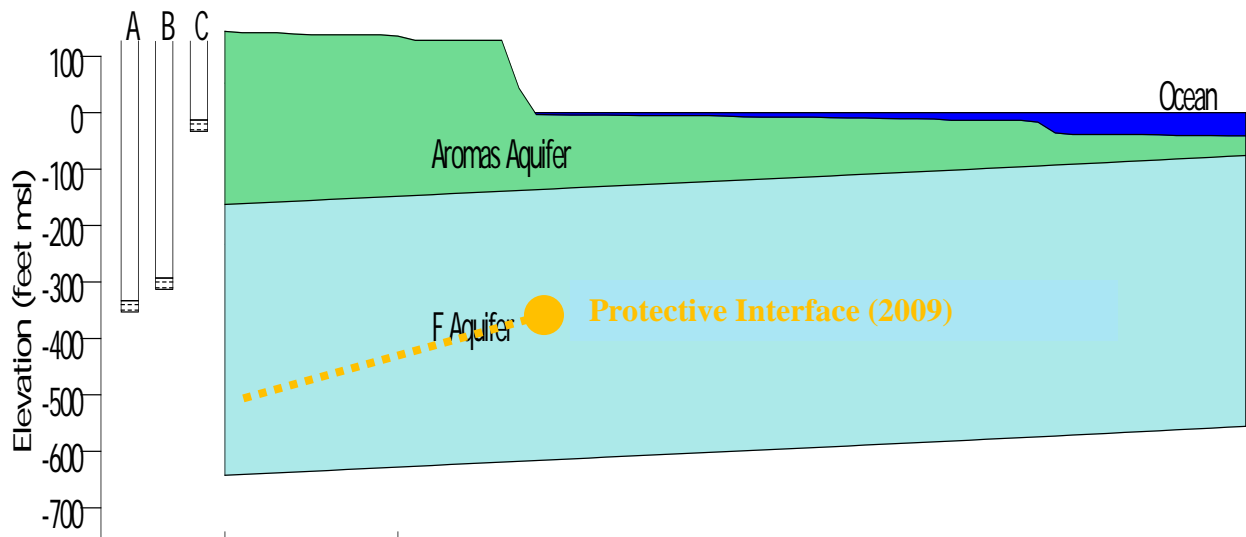 A B C
100
0
-100
-200
-300
-400
-500
-600
-700
Elevation (feet msl)
Ocean
Aromas Aquifer
F Aquifer
Protective Interface (2009)